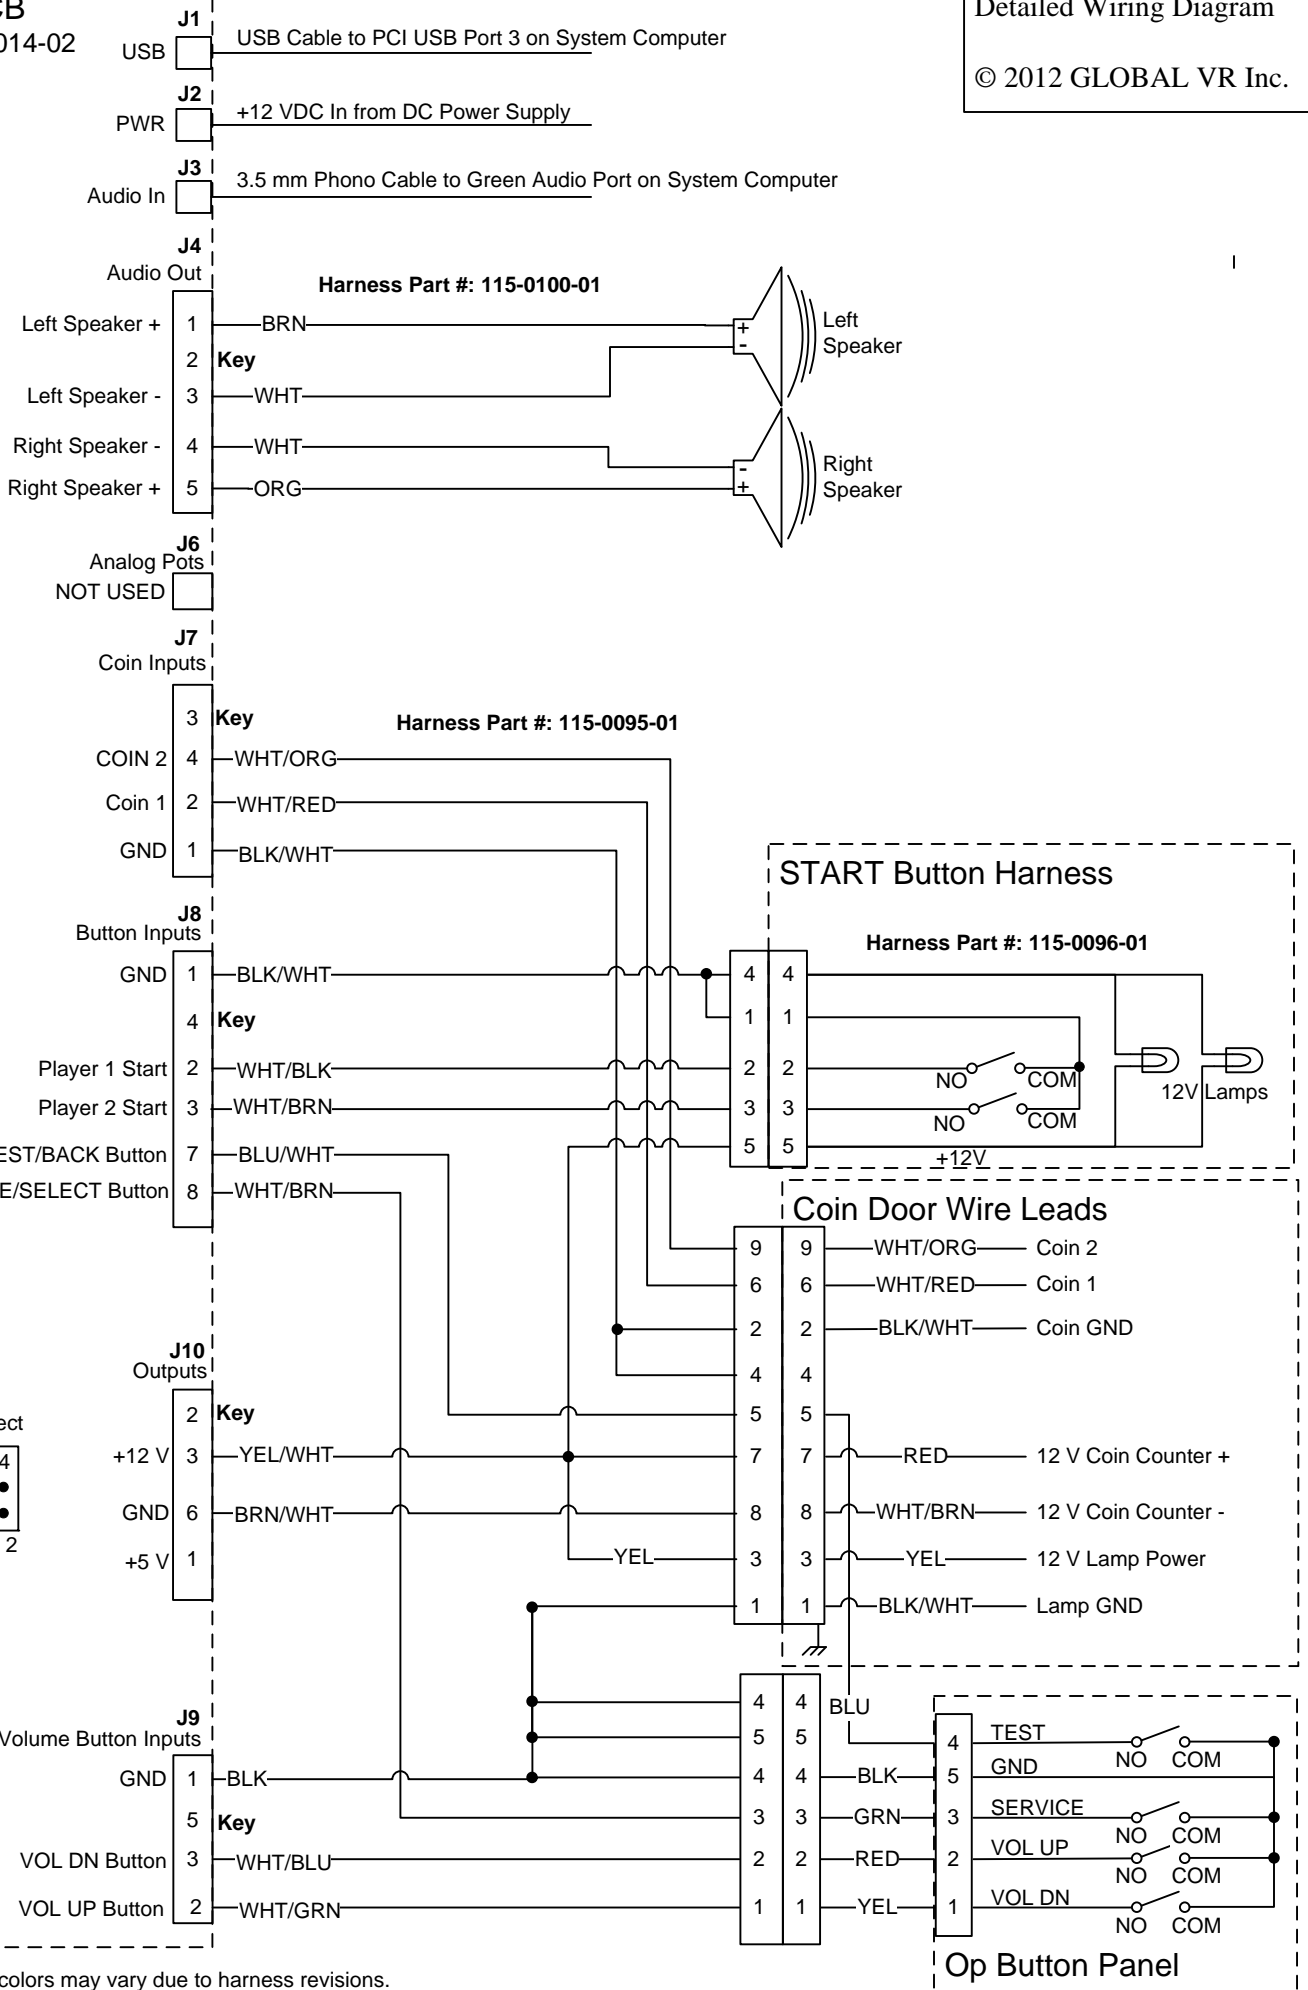 CB
014-02
Detailed Wiring Diagram
© 2012 GLOBAL VR Inc.
J1
USB
USB Cable to PCI USB Port 3 on System Computer
J2
PWR
+12 VDC In from DC Power Supply
J3
Audio In
3.5 mm Phono Cable to Green Audio Port on System Computer
J4
Audio Out
Harness Part #: 115-0100-01
Left Speaker + 1 BRN
2 Key
Left Speaker - 3 WHT
Right Speaker - 4 WHT
Right Speaker + 5 ORG
+
-
Left
Speaker
-
+
Right
Speaker
J6
Analog Pots
NOT USED
J7
Coin Inputs
Harness Part #: 115-0095-01
3 Key
COIN 2 4 WHT/ORG
Coin 1 2 WHT/RED
GND 1 BLK/WHT
START Button Harness
Harness Part #: 115-0096-01
J8
Button Inputs
GND 1 BLK/WHT 4 4
4 Key 1 1
Player 1 Start 2 WHT/BLK 2 2 NO COM
Player 2 Start 3 WHT/BRN 3 3 NO COM
12V Lamps
EST/BACK Button 7 BLU/WHT 5 5 +12V
E/SELECT Button 8 WHT/BRN
Coin Door Wire Leads
9 9 WHT/ORG Coin 2
6 6 WHT/RED Coin 1
2 2 BLK/WHT Coin GND
4 4
J10
Outputs
2 Key 5 5
+12 V 3 YEL/WHT 7 7 RED 12 V Coin Counter +
GND 6 BRN/WHT 8 8 WHT/BRN 12 V Coin Counter -
+5 V 1 YEL 3 3 YEL 12 V Lamp Power
1 1 BLK/WHT Lamp GND
ect
4
2
J9
Volume Button Inputs
4 4 BLU
5 5
4 TEST NO COM
GND 1 BLK 4 4 BLK 5 GND
5 Key 3 3 GRN 3 SERVICE NO COM
VOL DN Button 3 WHT/BLU 2 2 RED 2 VOL UP NO COM
VOL UP Button 2 WHT/GRN 1 1 YEL 1 VOL DN NO COM
Op Button Panel
colors may vary due to harness revisions.